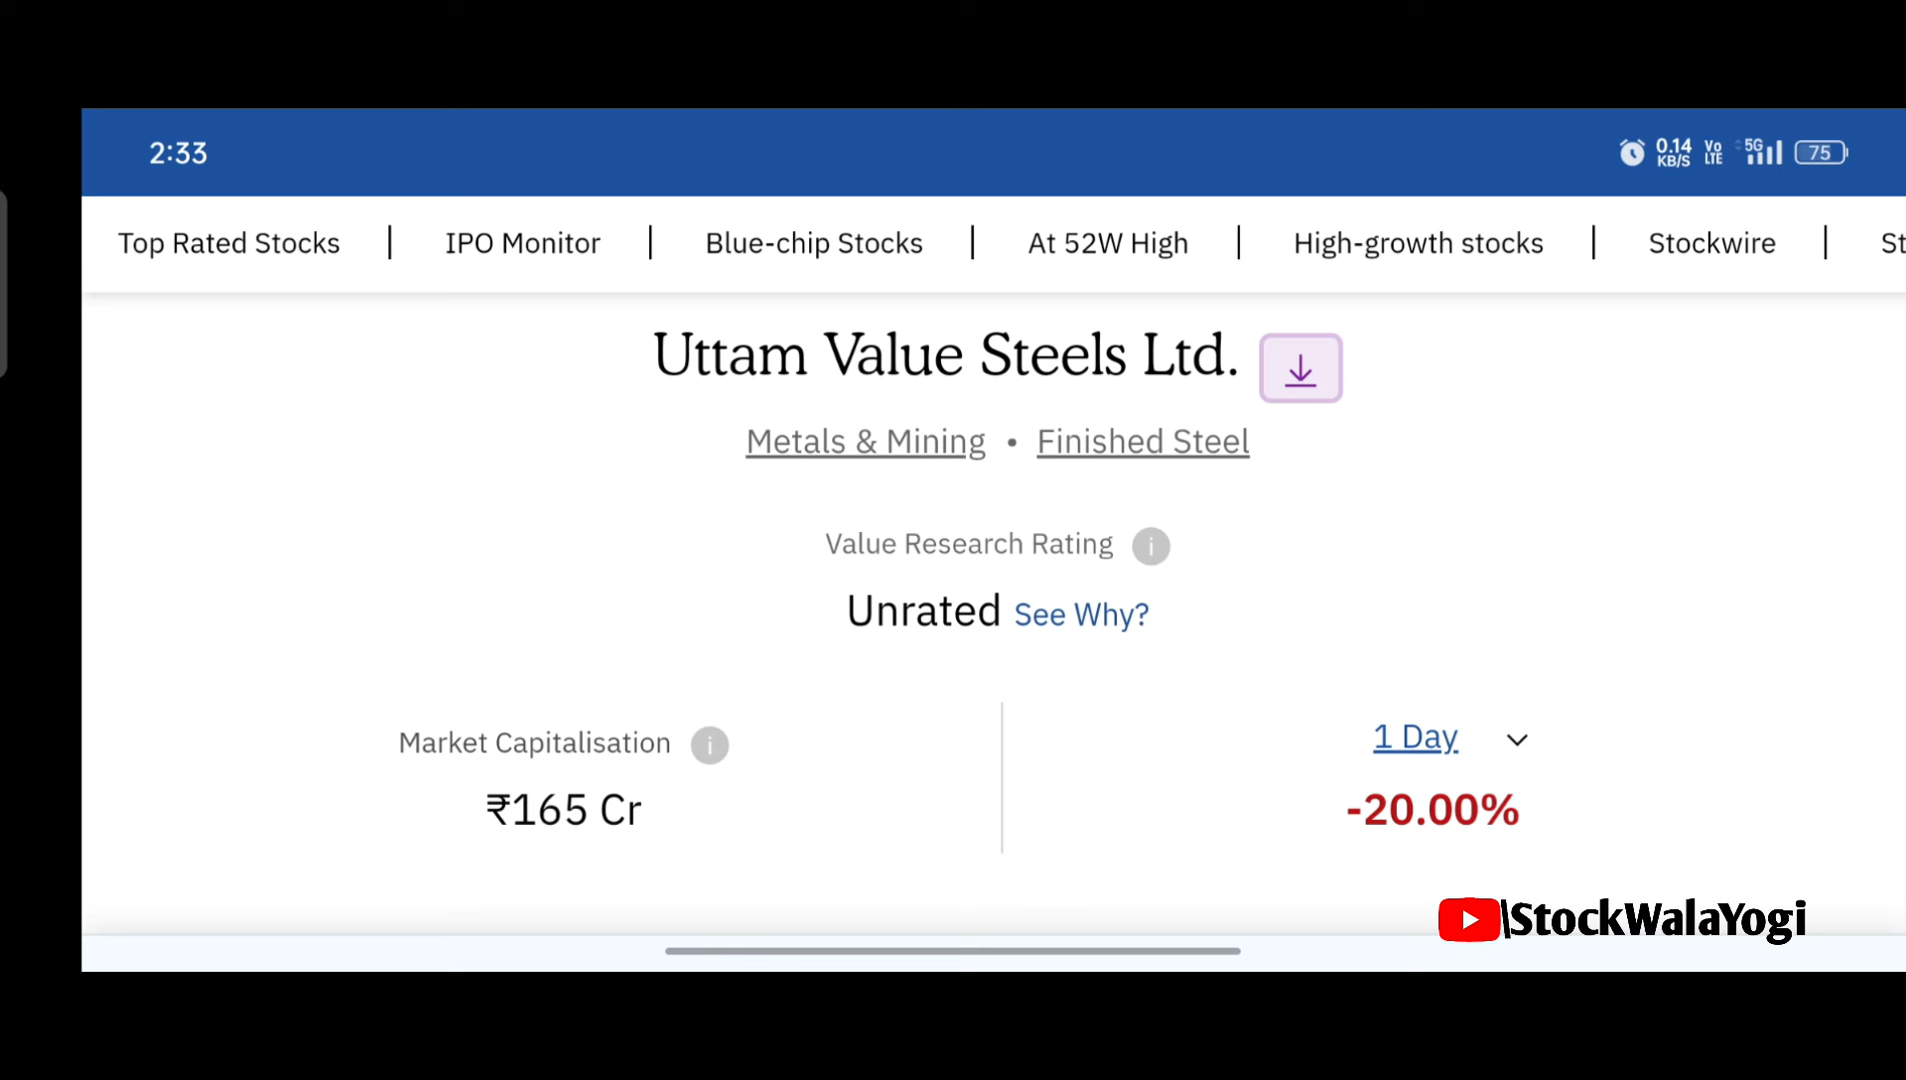 2:33
0.14 KB/S Vo LTE 5G 75
Top Rated Stocks | IPO Monitor | Blue-chip Stocks | At 52W High | High-growth stocks | Stockwire | St
Uttam Value Steels Ltd.
Metals & Mining • Finished Steel
Value Research Rating i
Unrated See Why?
Market Capitalisation i
₹165 Cr
1 Day
-20.00%
\StockWalaYogi